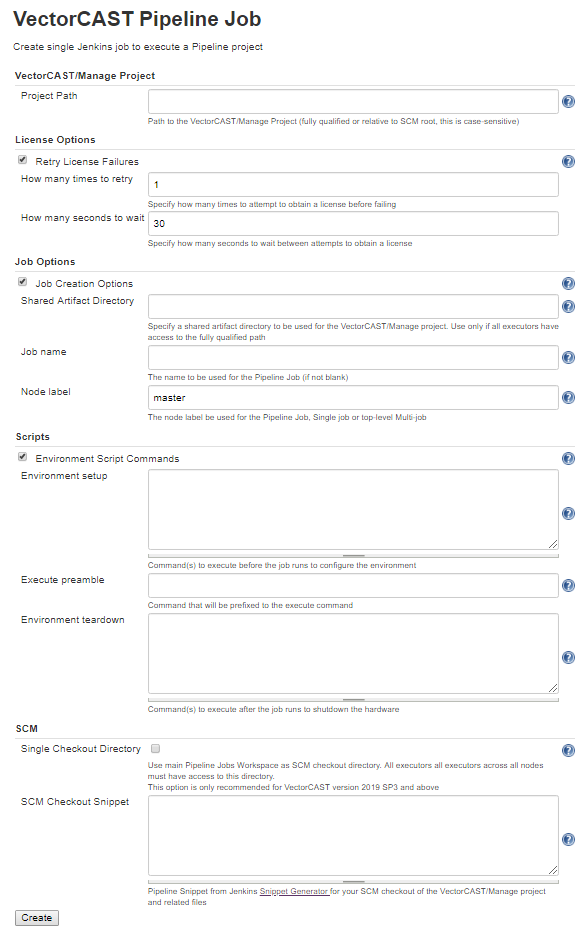 VectorCAST Pipeline Job
Create single Jenkins job to execute a Pipeline project
VectorCAST/Manage Project
Project Path
Path to the VectorCAST/Manage Project (fully qualified or relative to SCM root, this is case-sensitive)
License Options
Retry License Failures
How many times to retry
1
Specify how many times to attempt to obtain a license before failing
How many seconds to wait
30
Specify how many seconds to wait between attempts to obtain a license
Job Options
Job Creation Options
Shared Artifact Directory
Specify a shared artifact directory to be used for the VectorCAST/Manage project. Use only if all executors have
access to the fully qualified path
Job name
The name to be used for the Pipeline Job (if not blank)
Node label
master
The node label be used for the Pipeline Job, Single job or top-level Multi-job
Scripts
Environment Script Commands
Environment setup
Command(s) to execute before the job runs to configure the environment
Execute preamble
Command that will be prefixed to the execute command
Environment teardown
Command(s) to execute after the job runs to shutdown the hardware
SCM
Single Checkout Directory
Use main Pipeline Jobs Workspace as SCM checkout directory. All executors all executors across all nodes
must have access to this directory.
This option is only recommended for VectorCAST version 2019 SP3 and above
SCM Checkout Snippet
Pipeline Snippet from Jenkins Snippet Generator for your SCM checkout of the VectorCAST/Manage project
and related files
Create